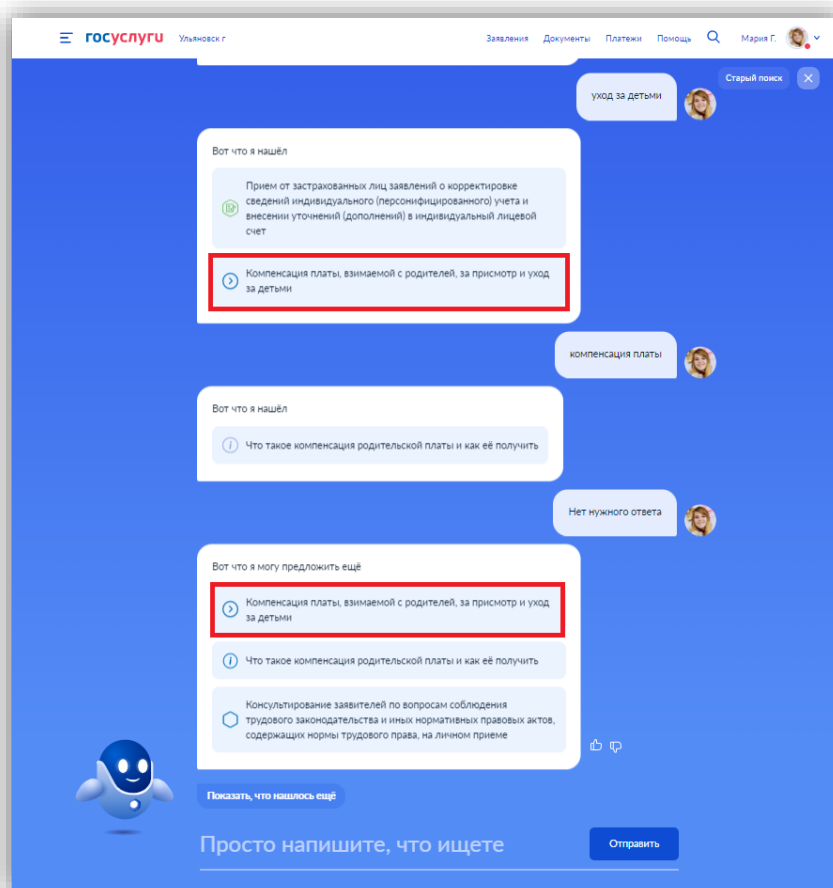 госуслуги Ульяновск г Заявления Документы Платежи Помощь Мария Г.
Старый поиск
уход за детьми
Вот что я нашёл
Прием от застрахованных лиц заявлений о корректировке
сведений индивидуального (персонифицированного) учета и
внесении уточнений (дополнений) в индивидуальный лицевой
счет
Компенсация платы, взимаемой с родителей, за присмотр и уход
за детьми
компенсация платы
Вот что я нашёл
Что такое компенсация родительской платы и как её получить
Нет нужного ответа
Вот что я могу предложить ещё
Компенсация платы, взимаемой с родителей, за присмотр и уход
за детьми
Что такое компенсация родительской платы и как её получить
Консультирование заявителей по вопросам соблюдения
трудового законодательства и иных нормативных правовых актов,
содержащих нормы трудового права, на личном приеме
Показать, что нашлось ещё
Просто напишите, что ищете
Отправить